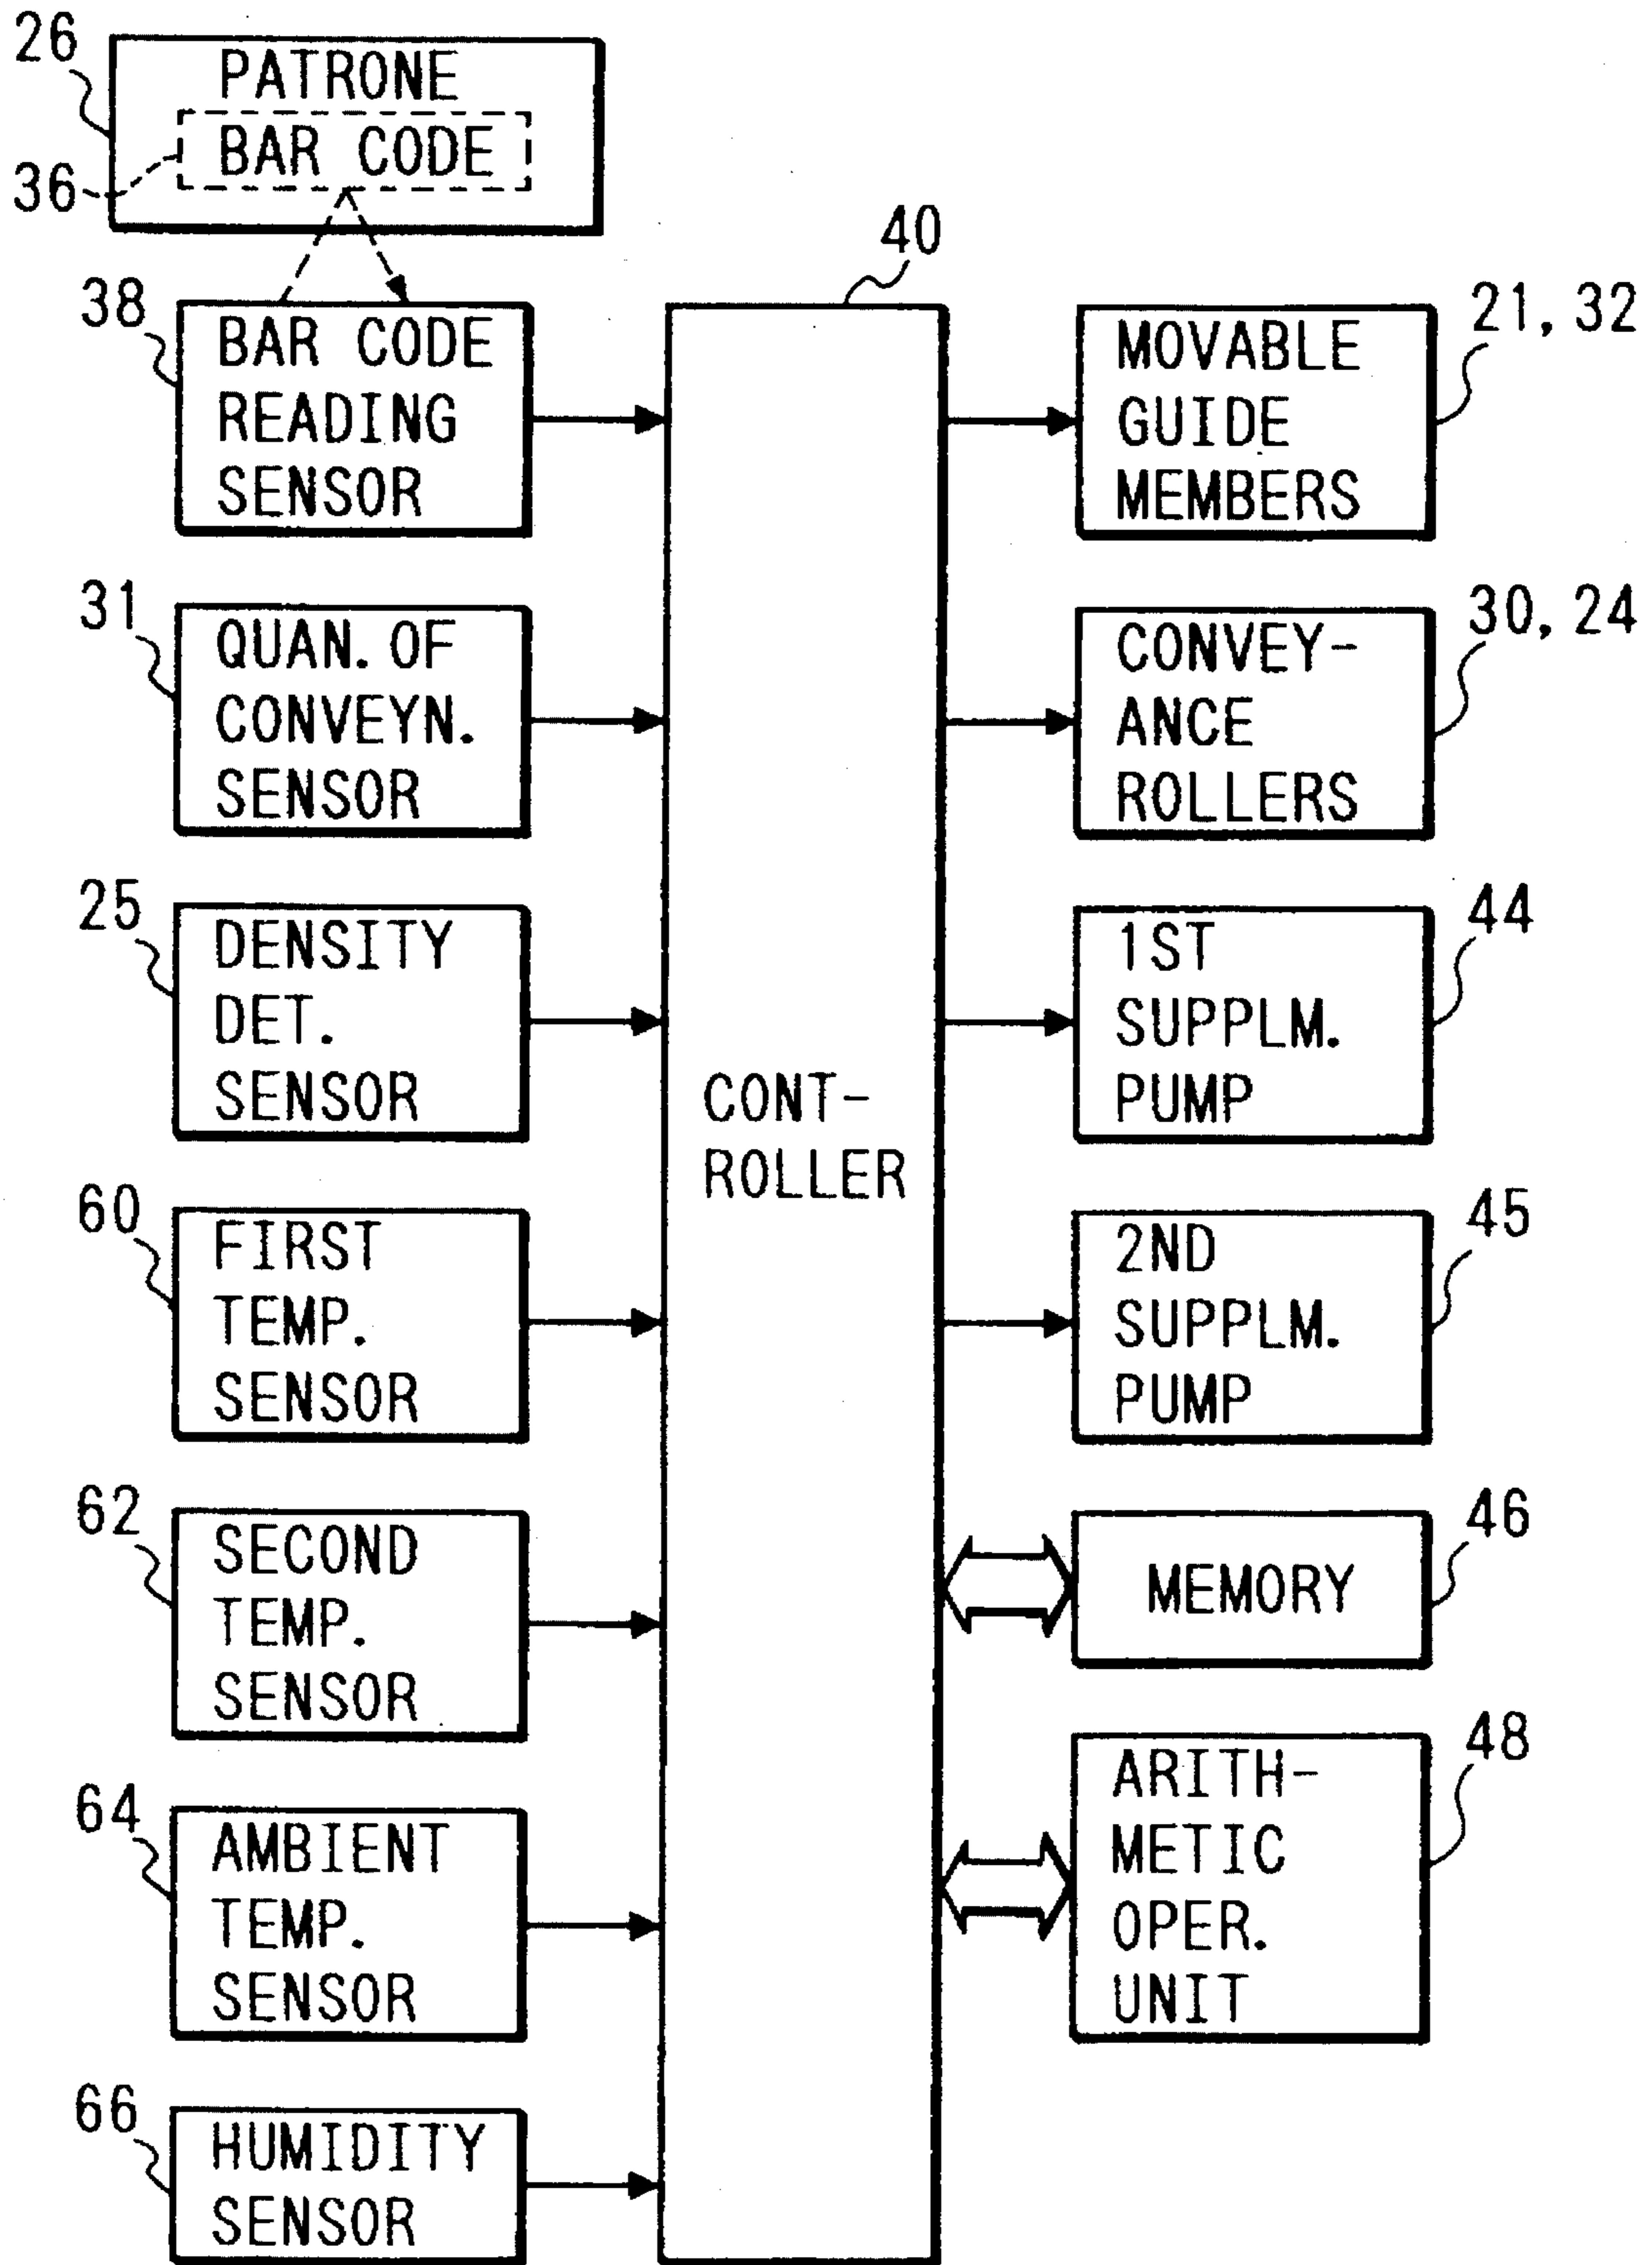 26
PATRONE
BAR CODE
36
38
BAR CODE
READING
SENSOR
31
QUAN. OF
CONVEYN.
SENSOR
25
DENSITY
DET.
SENSOR
60
FIRST
TEMP.
SENSOR
62
SECOND
TEMP.
SENSOR
64
AMBIENT
TEMP.
SENSOR
66
HUMIDITY
SENSOR
40
CONT-
ROLLER
21, 32
MOVABLE
GUIDE
MEMBERS
30, 24
CONVEY-
ANCE
ROLLERS
44
1ST
SUPPLM.
PUMP
45
2ND
SUPPLM.
PUMP
46
MEMORY
48
ARITH-
METIC
OPER.
UNIT